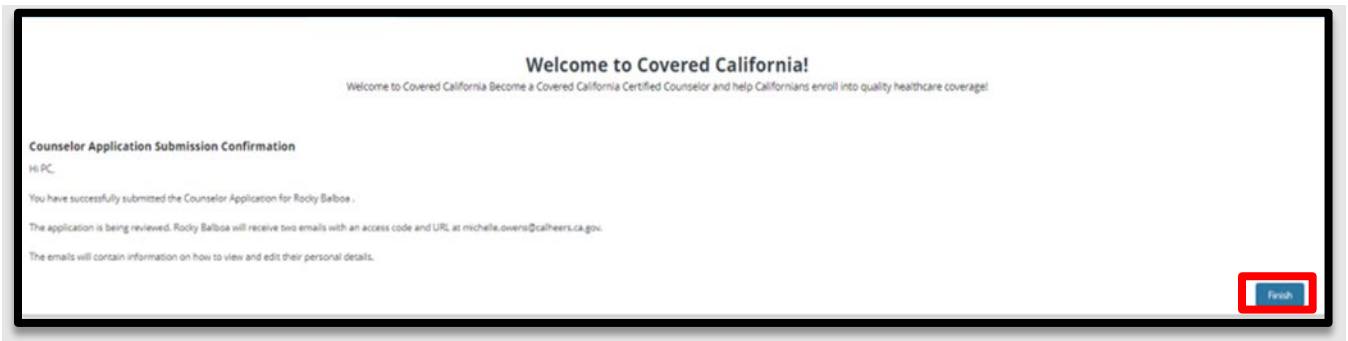 Welcome to Covered California!
Welcome to Covered California Become a Covered California Certified Counselor and help Californians enroll into quality healthcare coverage!
Counselor Application Submission Confirmation
Hi PC,
You have successfully submitted the Counselor Application for Rocky Balboa .
The application is being reviewed. Rocky Balboa will receive two emails with an access code and URL at michelle.owens@calheers.ca.gov.
The emails will contain information on how to view and edit their personal details.
Finish